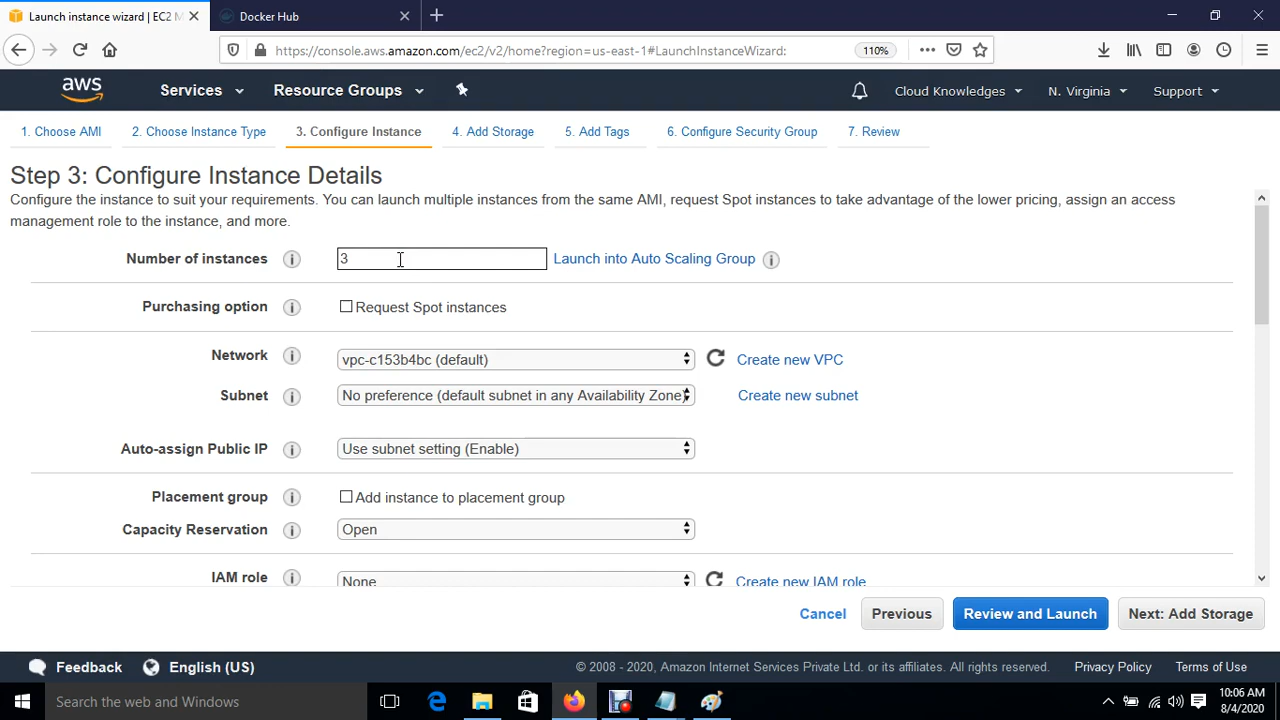 Launch instance wizard | EC2 M
Docker Hub
https://console.aws.amazon.com/ec2/v2/home?region=us-east-1#LaunchInstanceWizard:
110%
aws
Services
Resource Groups
Cloud Knowledges
N. Virginia
Support
1. Choose AMI
2. Choose Instance Type
3. Configure Instance
4. Add Storage
5. Add Tags
6. Configure Security Group
7. Review
Step 3: Configure Instance Details
Configure the instance to suit your requirements. You can launch multiple instances from the same AMI, request Spot instances to take advantage of the lower pricing, assign an access
management role to the instance, and more.
Number of instances
3
Launch into Auto Scaling Group
Purchasing option
Request Spot instances
Network
vpc-c153b4bc (default)
Create new VPC
Subnet
No preference (default subnet in any Availability Zone)
Create new subnet
Auto-assign Public IP
Use subnet setting (Enable)
Placement group
Add instance to placement group
Capacity Reservation
Open
IAM role
None
Create new IAM role
Cancel
Previous
Review and Launch
Next: Add Storage
Feedback
English (US)
© 2008 - 2020, Amazon Internet Services Private Ltd. or its affiliates. All rights reserved.
Privacy Policy
Terms of Use
Search the web and Windows
10:06 AM
8/4/2020